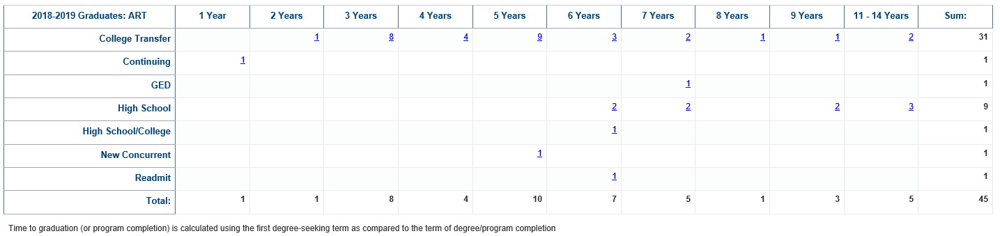 2018-2019 Graduates: ART 1 Year 2 Years 3 Years 4 Years 5 Years 6 Years 7 Years 8 Years 9 Years 11 - 14 Years Sum:
College Transfer 1 8 4 9 3 2 1 1 2 31
Continuing 1 1
GED 1 1
High School 2 2 2 3 9
High School/College 1 1
New Concurrent 1 1
Readmit 1 1
Total: 1 1 8 4 10 7 5 1 3 5 45
Time to graduation (or program completion) is calculated using the first degree-seeking term as compared to the term of degree/program completion